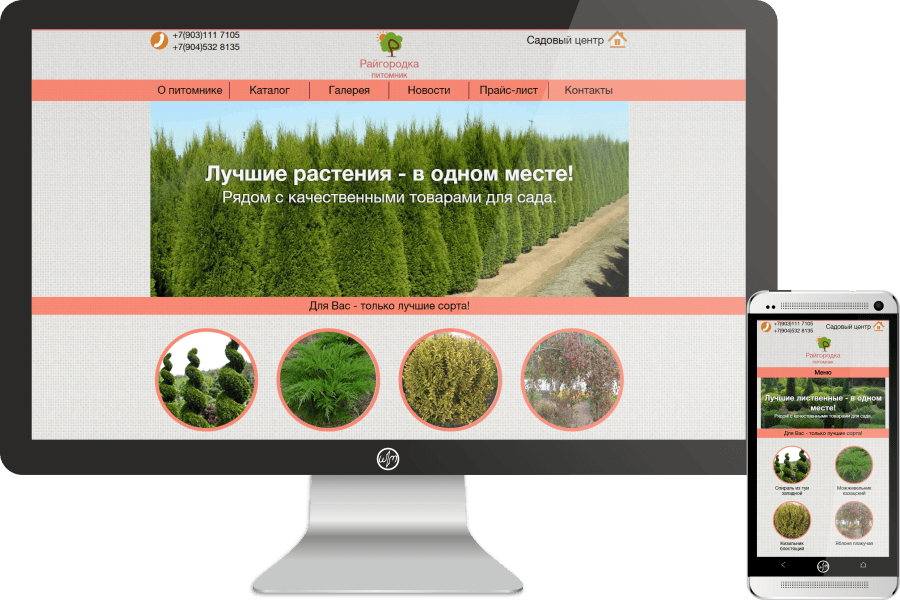 +7(903)111 7105
+7(904)532 8135
Райгородка
питомник
Садовый центр
О питомнике
Каталог
Галерея
Новости
Прайс-лист
Контакты
Лучшие растения - в одном месте!
Рядом с качественными товарами для сада.
Для Вас - только лучшие сорта!
+7(903)111 7105
+7(904)532 8135
Садовый центр
Райгородка
питомник
Меню
Лучшие лиственные - в одном
месте!
Рядом с качественными товарами для сада.
Для Вас - только лучшие сорта!
Спираль из туи
западной
Можжевельник
казацкий
Кизильник
блестящий
Яблоня плакучая